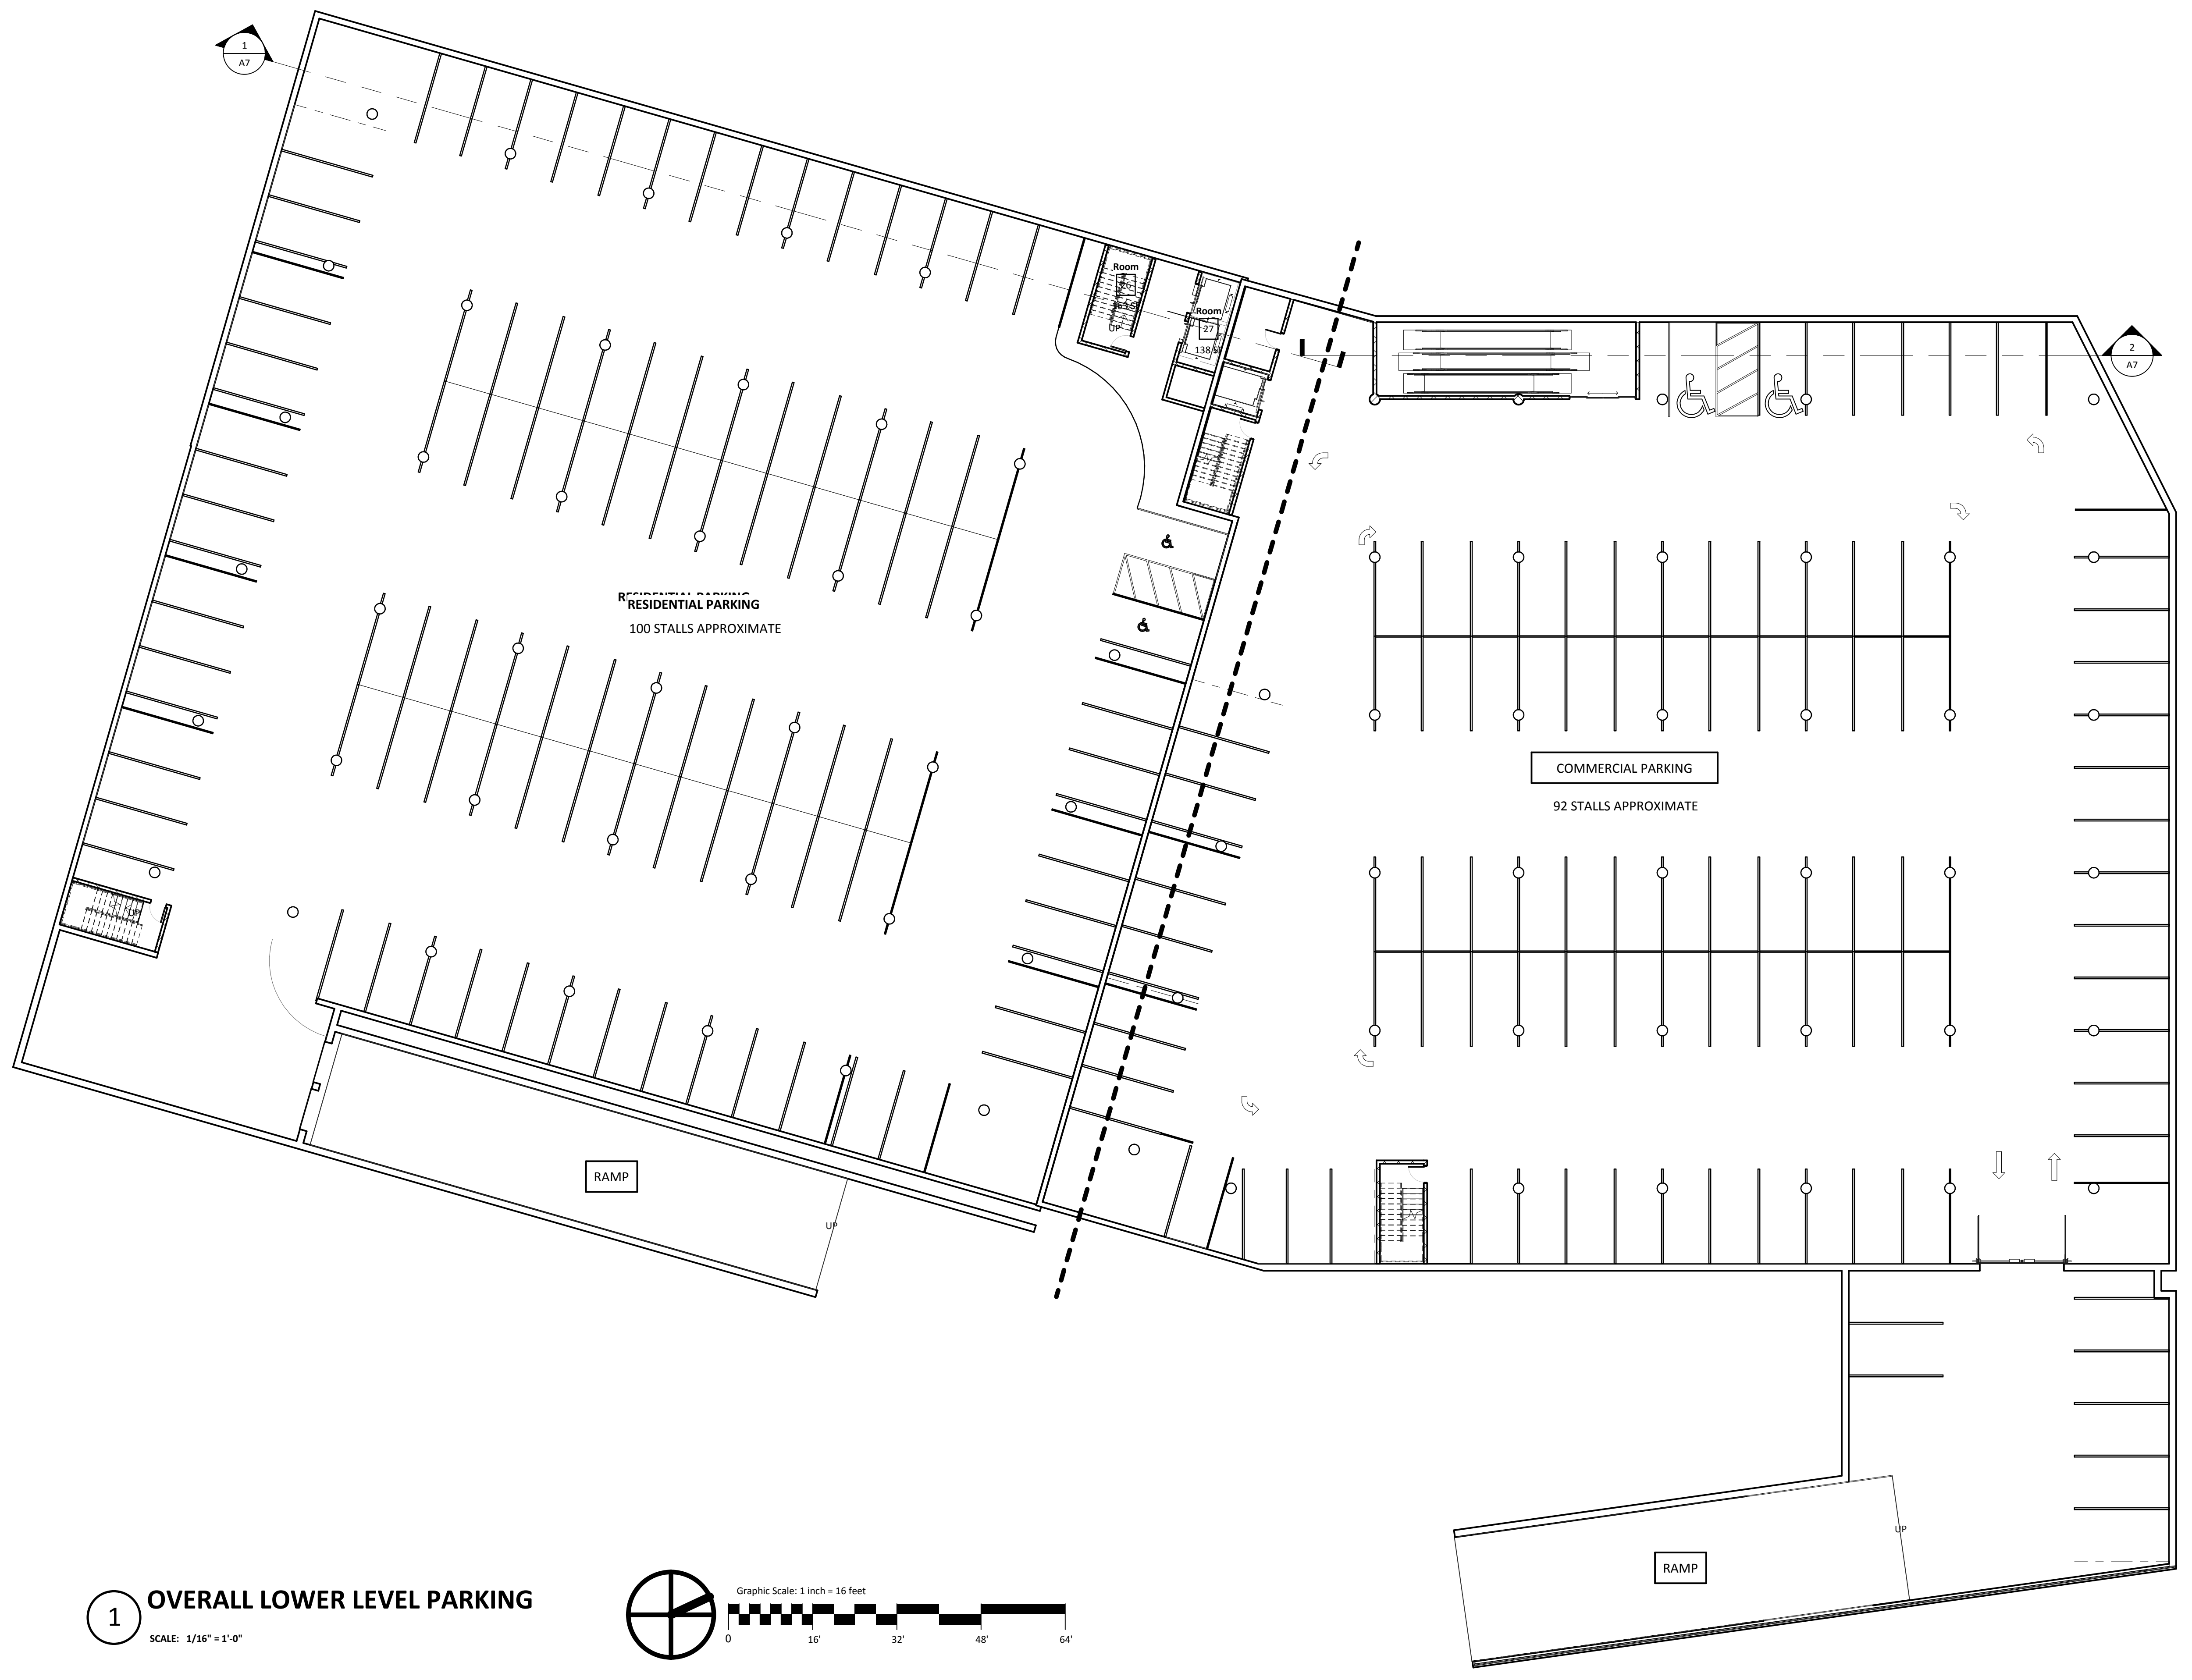 1
A7
Room
26
163 SF
UP
Room
27
138 SF
2
A7
RESIDENTIAL PARKING
RESIDENTIAL PARKING
100 STALLS APPROXIMATE
COMMERCIAL PARKING
92 STALLS APPROXIMATE
UP
RAMP
UP
UP
RAMP
1
OVERALL LOWER LEVEL PARKING
SCALE: 1/16" = 1'-0"
Graphic Scale: 1 inch = 16 feet
0
16'
32'
48'
64'